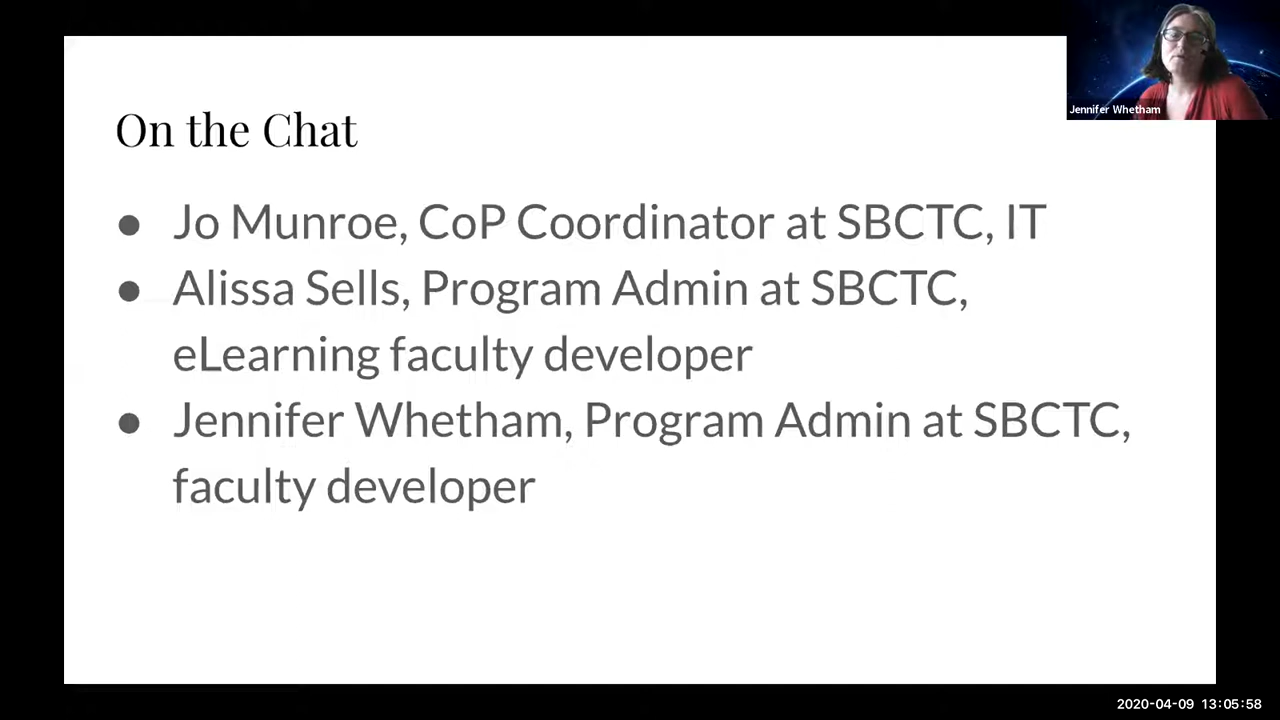 On the Chat
● Jo Munroe, CoP Coordinator at SBCTC, IT
● Alissa Sells, Program Admin at SBCTC,
eLearning faculty developer
● Jennifer Whetham, Program Admin at SBCTC,
faculty developer
Jennifer Whetham
2020-04-09 13:05:58